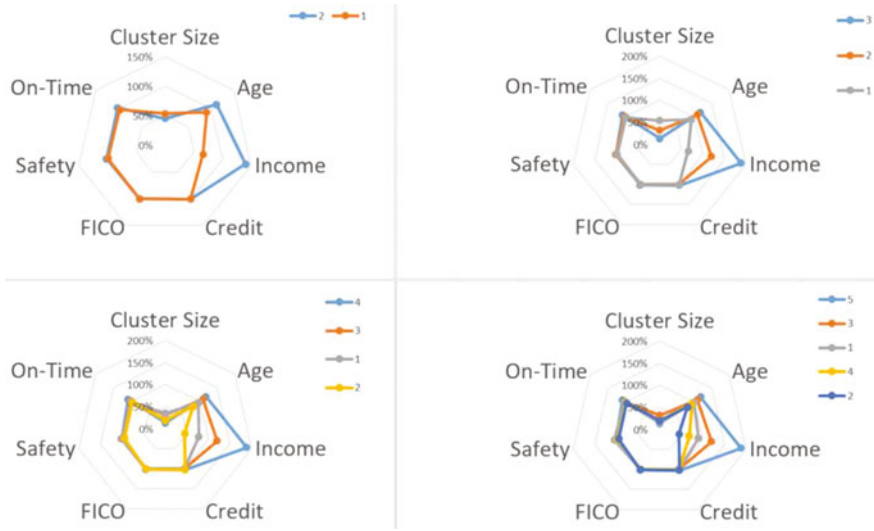 2 1
Cluster Size
150%
100%
50%
0%
Age
Income
Credit
FICO
Safety
On-Time
3
2
1
Cluster Size
200%
150%
100%
50%
0%
Age
Income
Credit
FICO
Safety
On-Time
4
3
1
2
Cluster Size
200%
150%
100%
50%
0%
Age
Income
Credit
FICO
Safety
On-Time
5
3
1
4
2
Cluster Size
200%
150%
100%
50%
0%
Age
Income
Credit
FICO
Safety
On-Time